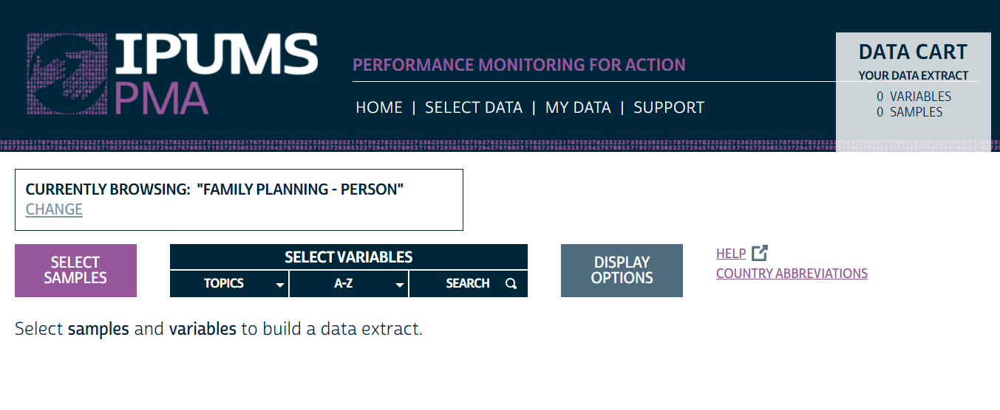 IPUMS
PMA
PERFORMANCE MONITORING FOR ACTION
HOME | SELECT DATA | MY DATA | SUPPORT
DATA CART
YOUR DATA EXTRACT
0 VARIABLES
0 SAMPLES
CURRENTLY BROWSING: "FAMILY PLANNING - PERSON"
CHANGE
SELECT
SAMPLES
SELECT VARIABLES
TOPICS
A-Z
SEARCH
DISPLAY
OPTIONS
HELP
COUNTRY ABBREVIATIONS
Select samples and variables to build a data extract.